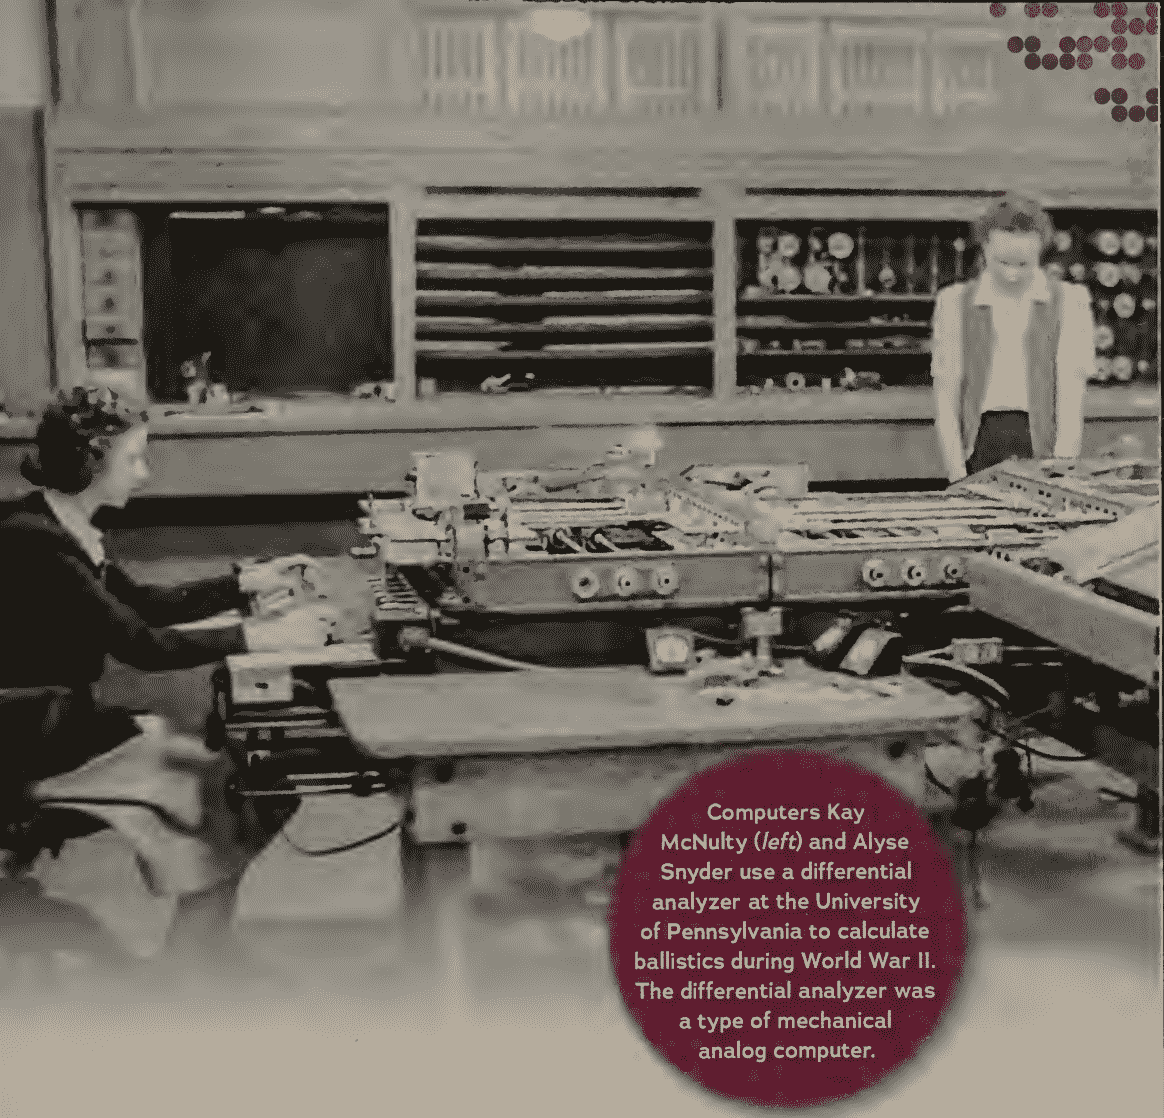 Computers Kay
McNulty (left) and Alyse
Snyder use a differential
analyzer at the University
of Pennsylvania to calculate
ballistics during World War II.
The differential analyzer was
a type of mechanical
analog computer.